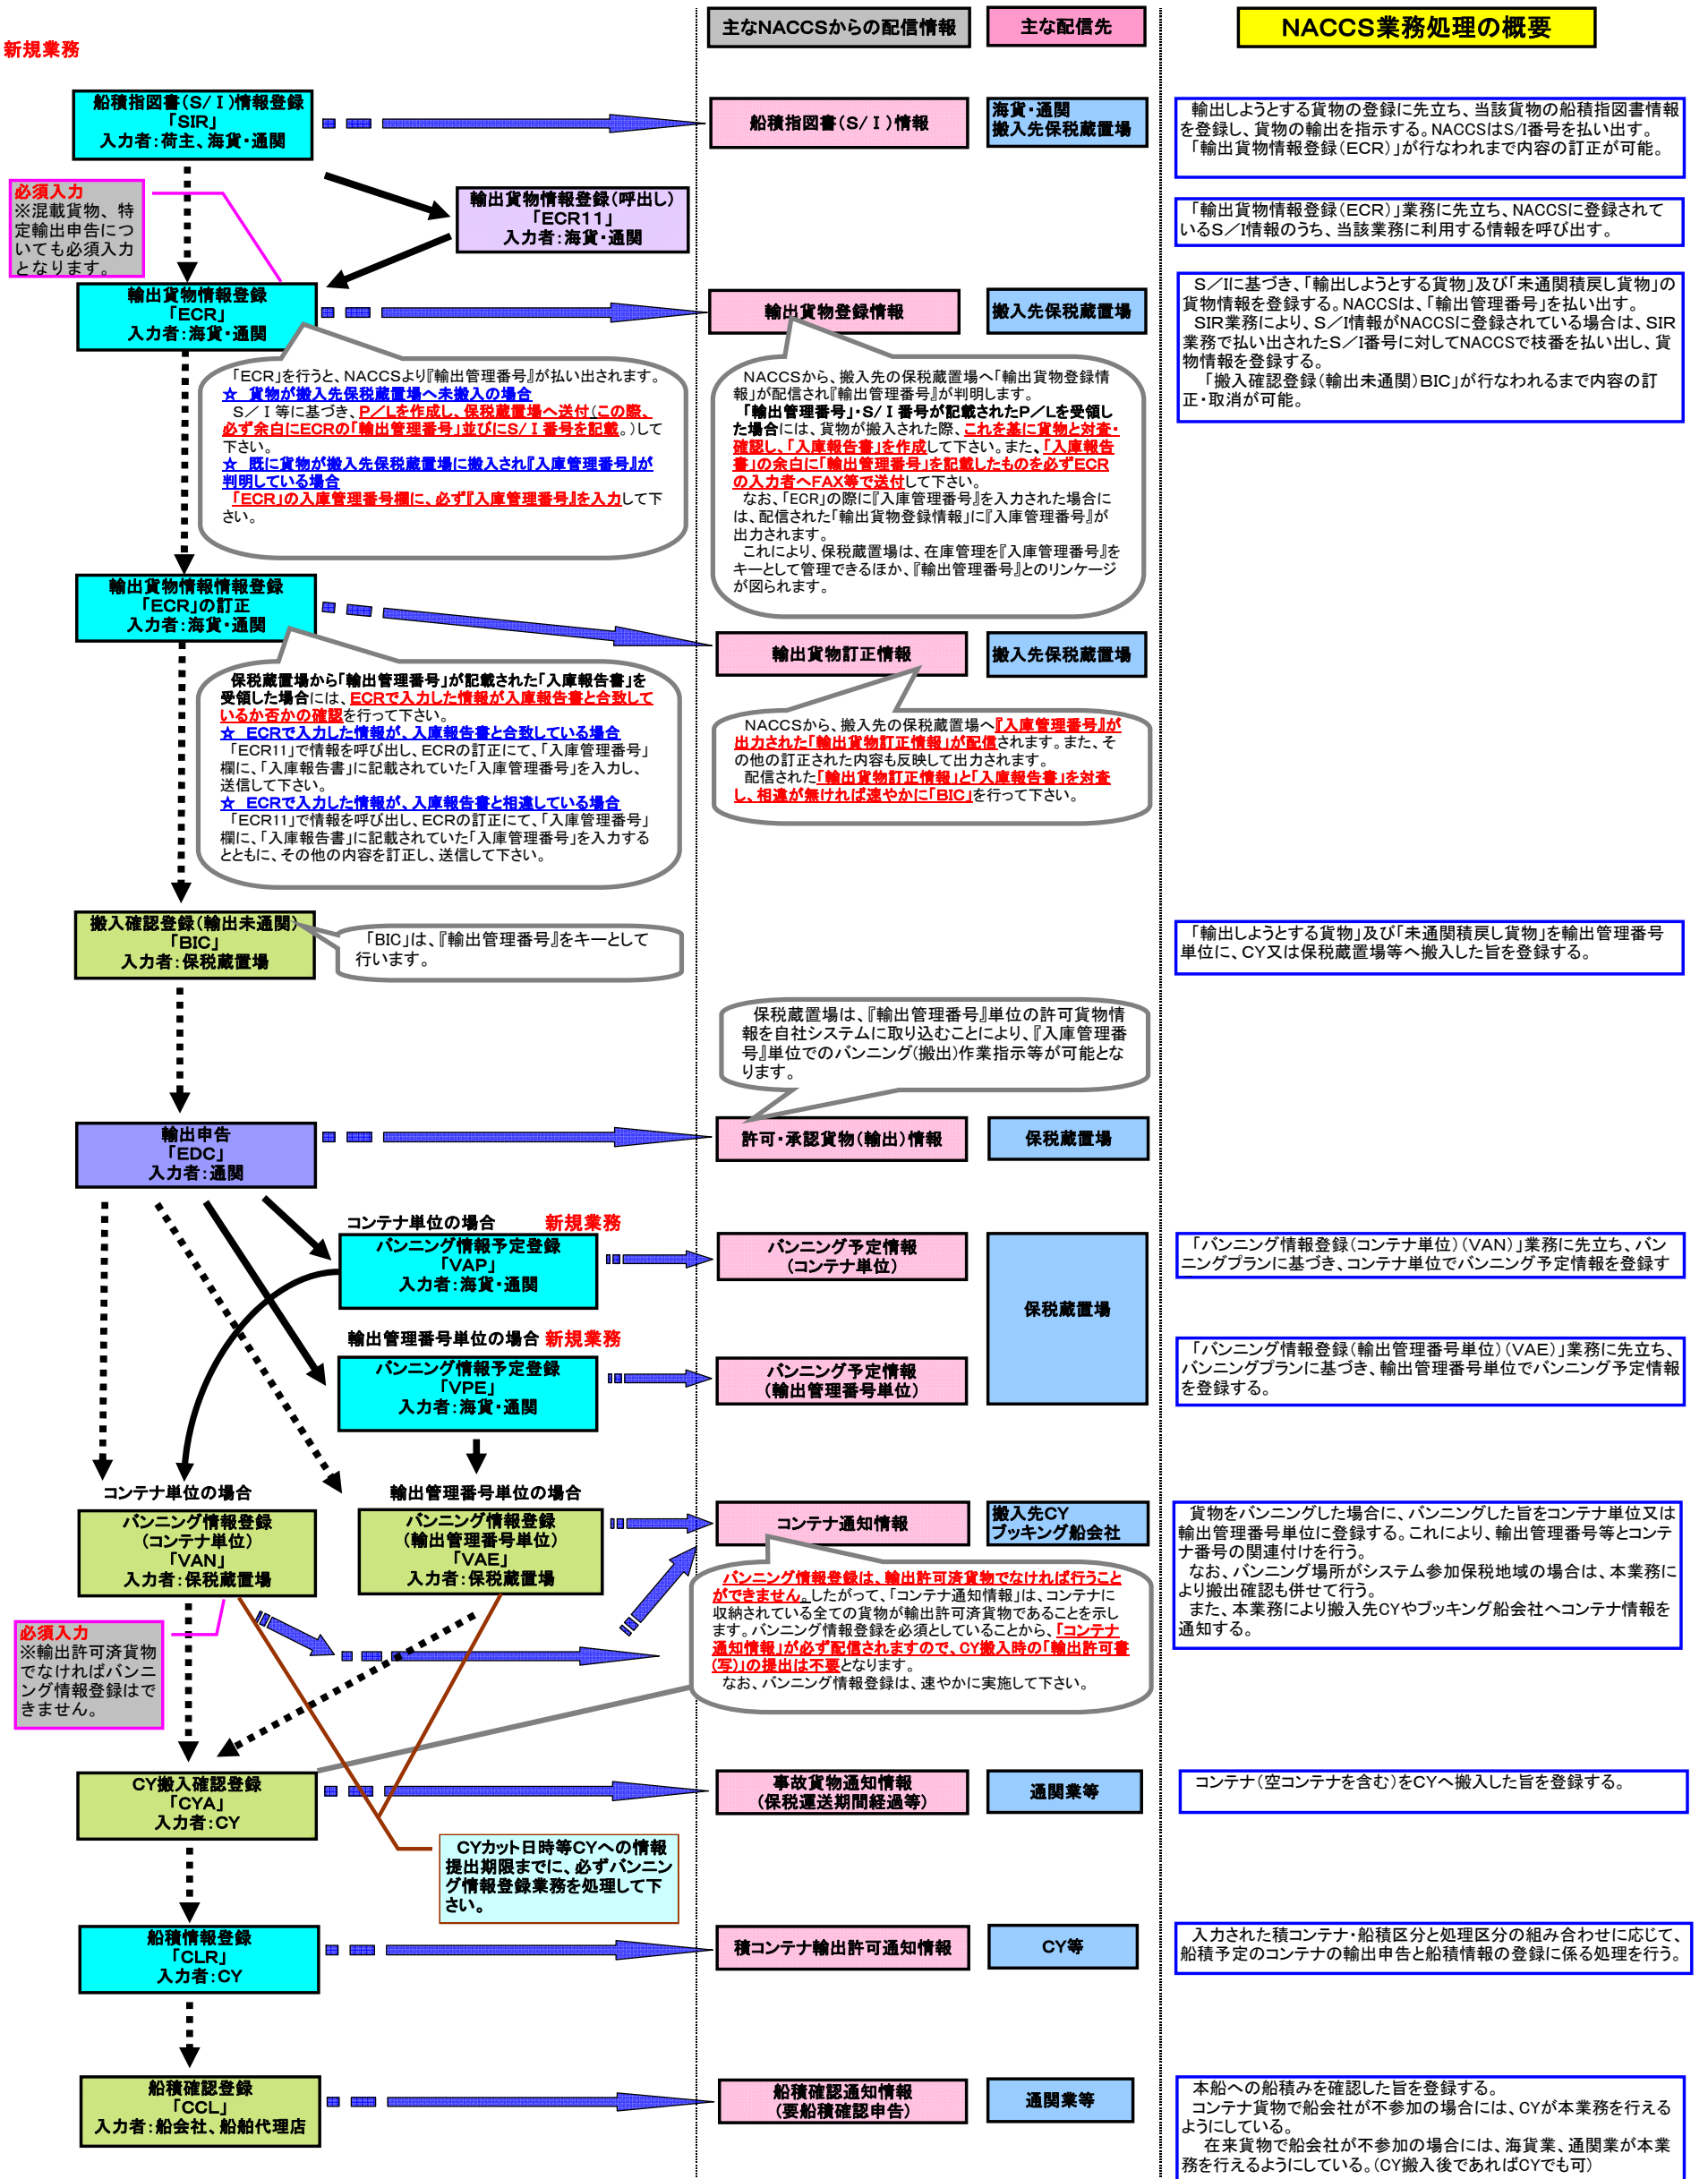 主なNACCSからの配信情報
主な配信先
NACCS業務処理の概要
新規業務
船積指図書(S/I)情報登録
「SIR」
入力者:荷主、海貨・通関
船積指図書(S/I)情報
海貨・通関
搬入先保税蔵置場
輸出しようとする貨物の登録に先立ち、当該貨物の船積指図書情報
を登録し、貨物の輸出を指示する。NACCSはS/I番号を払い出す。
「輸出貨物情報登録(ECR)」が行なわれまで内容の訂正が可能。
必須入力
※混載貨物、特
定輸出申告につ
いても必須入力
となります。
輸出貨物情報登録(呼出し)
「ECR11」
入力者:海貨・通関
「輸出貨物情報登録(ECR)」業務に先立ち、NACCSに登録されて
いるS/I情報のうち、当該業務に利用する情報を呼び出す。
輸出貨物情報登録
「ECR」
入力者:海貨・通関
輸出貨物登録情報
搬入先保税蔵置場
S/Iに基づき、「輸出しようとする貨物」及び「未通関積戻し貨物」の
貨物情報を登録する。NACCSは、「輸出管理番号」を払い出す。
SIR業務により、S/I情報がNACCSに登録されている場合は、SIR
業務で払い出されたS/I番号に対してNACCSで枝番を払い出し、貨
物情報を登録する。
「搬入確認登録(輸出未通関)BIC」が行なわれるまで内容の訂
正・取消が可能。
「ECR」を行うと、NACCSより『輸出管理番号』が払い出されます。
☆ 貨物が搬入先保税蔵置場へ未搬入の場合
S/I等に基づき、P/Lを作成し、保税蔵置場へ送付(この際、
必ず余白にECRの「輸出管理番号」並びにS/I番号を記載。)して
下さい。
☆ 既に貨物が搬入先保税蔵置場に搬入され『入庫管理番号』が
判明している場合
「ECR」の入庫管理番号欄に、必ず『入庫管理番号』を入力して下
さい。
NACCSから、搬入先の保税蔵置場へ「輸出貨物登録情
報」が配信され『輸出管理番号』が判明します。
「輸出管理番号」・S/I番号が記載されたP/Lを受領し
た場合には、貨物が搬入された際、これを基に貨物と対査・
確認し、「入庫報告書」を作成して下さい。また、「入庫報告
書」の余白に「輸出管理番号」を記載したものを必ずECR
の入力者へFAX等で送付して下さい。
なお、「ECR」の際に『入庫管理番号』を入力された場合に
は、配信された「輸出貨物登録情報」に『入庫管理番号』が
出力されます。
これにより、保税蔵置場は、在庫管理を『入庫管理番号』を
キーとして管理できるほか、『輸出管理番号』とのリンケージ
が図られます。
輸出貨物情報情報登録
「ECR」の訂正
入力者:海貨・通関
輸出貨物訂正情報
搬入先保税蔵置場
保税蔵置場から「輸出管理番号」が記載された「入庫報告書」を
受領した場合には、ECRで入力した情報が入庫報告書と合致して
いるか否かの確認を行って下さい。
☆ ECRで入力した情報が、入庫報告書と合致している場合
「ECR11」で情報を呼び出し、ECRの訂正にて、「入庫管理番号」
欄に、「入庫報告書」に記載されていた「入庫管理番号」を入力し、
送信して下さい。
☆ ECRで入力した情報が、入庫報告書と相違している場合
「ECR11」で情報を呼び出し、ECRの訂正にて、「入庫管理番号」
欄に、「入庫報告書」に記載されていた「入庫管理番号」を入力する
とともに、その他の内容を訂正し、送信して下さい。
NACCSから、搬入先の保税蔵置場へ『入庫管理番号』が
出力された「輸出貨物訂正情報」が配信されます。また、そ
の他の訂正された内容も反映して出力されます。
配信された「輸出貨物訂正情報」と「入庫報告書」を対査
し、相違が無ければ速やかに「BIC」を行って下さい。
搬入確認登録(輸出未通関)
「BIC」
入力者:保税蔵置場
「BIC」は、『輸出管理番号』をキーとして
行います。
「輸出しようとする貨物」及び「未通関積戻し貨物」を輸出管理番号
単位に、CY又は保税蔵置場等へ搬入した旨を登録する。
保税蔵置場は、『輸出管理番号』単位の許可貨物情
報を自社システムに取り込むことにより、『入庫管理番
号』単位でのバンニング(搬出)作業指示等が可能とな
ります。
輸出申告
「EDC」
入力者:通関
許可・承認貨物(輸出)情報
保税蔵置場
コンテナ単位の場合 新規業務
バンニング情報予定登録
「VAP」
入力者:海貨・通関
バンニング予定情報
(コンテナ単位)
保税蔵置場
「バンニング情報登録(コンテナ単位)(VAN)」業務に先立ち、バン
ニングプランに基づき、コンテナ単位でバンニング予定情報を登録す
輸出管理番号単位の場合 新規業務
バンニング情報予定登録
「VPE」
入力者:海貨・通関
バンニング予定情報
(輸出管理番号単位)
「バンニング情報登録(輸出管理番号単位)(VAE)」業務に先立ち、
バンニングプランに基づき、輸出管理番号単位でバンニング予定情報
を登録する。
コンテナ単位の場合
バンニング情報登録
(コンテナ単位)
「VAN」
入力者:保税蔵置場
輸出管理番号単位の場合
バンニング情報登録
(輸出管理番号単位)
「VAE」
入力者:保税蔵置場
コンテナ通知情報
搬入先CY
ブッキング船会社
貨物をバンニングした場合に、バンニングした旨をコンテナ単位又は
輸出管理番号単位に登録する。これにより、輸出管理番号等とコンテ
ナ番号の関連付けを行う。
なお、バンニング場所がシステム参加保税地域の場合は、本業務に
より搬出確認も併せて行う。
また、本業務により搬入先CYやブッキング船会社へコンテナ情報を
通知する。
バンニング情報登録は、輸出許可済貨物でなければ行うこと
ができません。したがって、「コンテナ通知情報」は、コンテナに
収納されている全ての貨物が輸出許可済貨物であることを示し
ます。バンニング情報登録を必須としていることから、「コンテナ
通知情報」が必ず配信されますので、CY搬入時の「輸出許可書
(写)」の提出は不要となります。
なお、バンニング情報登録は、速やかに実施して下さい。
必須入力
※輸出許可済貨物
でなければバンニ
ング情報登録はで
きません。
CY搬入確認登録
「CYA」
入力者:CY
事故貨物通知情報
(保税運送期間経過等)
通関業等
コンテナ(空コンテナを含む)をCYへ搬入した旨を登録する。
CYカット日時等CYへの情報
提出期限までに、必ずバンニン
グ情報登録業務を処理して下
さい。
船積情報登録
「CLR」
入力者:CY
積コンテナ輸出許可通知情報
CY等
入力された積コンテナ・船積区分と処理区分の組み合わせに応じて、
船積予定のコンテナの輸出申告と船積情報の登録に係る処理を行う。
船積確認登録
「CCL」
入力者:船会社、船舶代理店
船積確認通知情報
(要船積確認申告)
通関業等
本船への船積みを確認した旨を登録する。
コンテナ貨物で船会社が不参加の場合には、CYが本業務を行える
ようにしている。
在来貨物で船会社が不参加の場合には、海貨業、通関業が本業
務を行えるようにしている。(CY搬入後であればCYでも可)